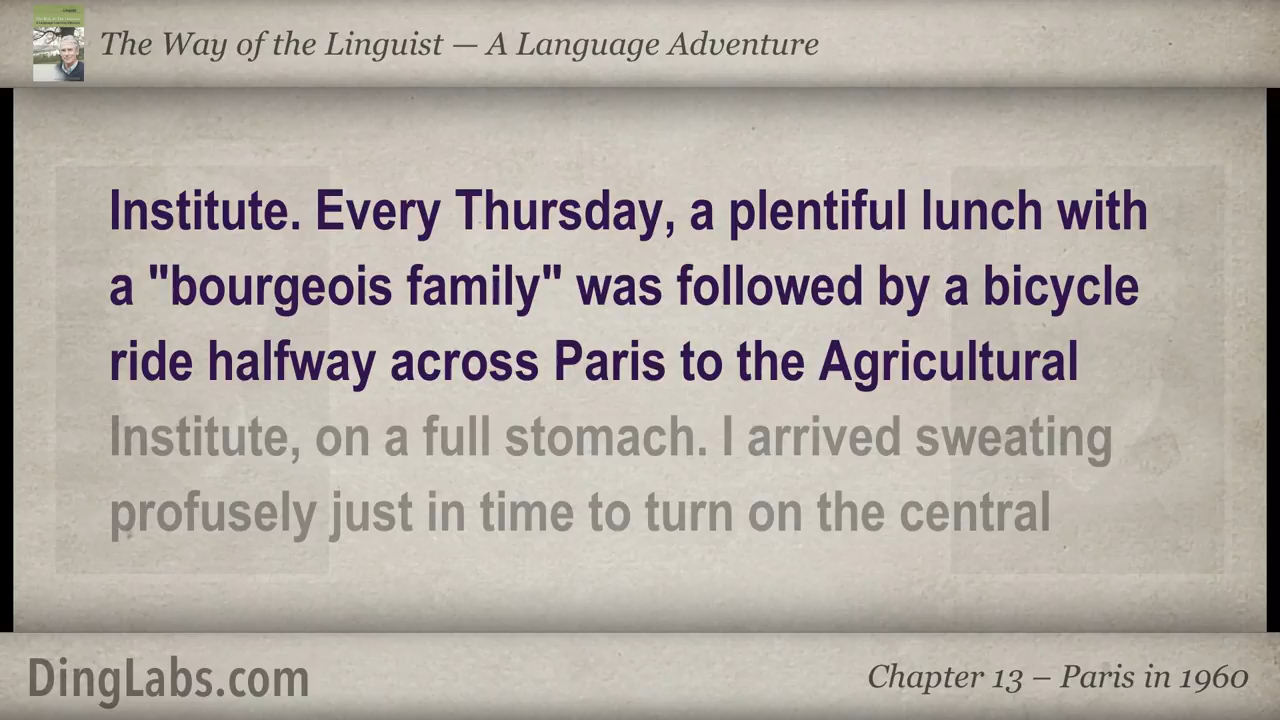 The Way of the Linguist — A Language Adventure
Institute. Every Thursday, a plentiful lunch with
a "bourgeois family" was followed by a bicycle
ride halfway across Paris to the Agricultural
Institute, on a full stomach. I arrived sweating
profusely just in time to turn on the central
DingLabs.com
Chapter 13 – Paris in 1960